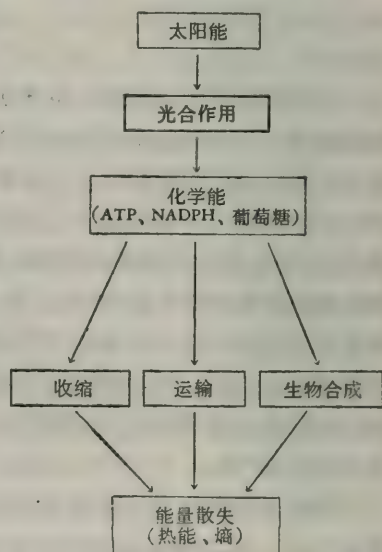 太阳能
光合作用
化学能
(ATP、NADPH、葡萄糖)
收缩
运输
生物合成
能量散失
(热能、熵)